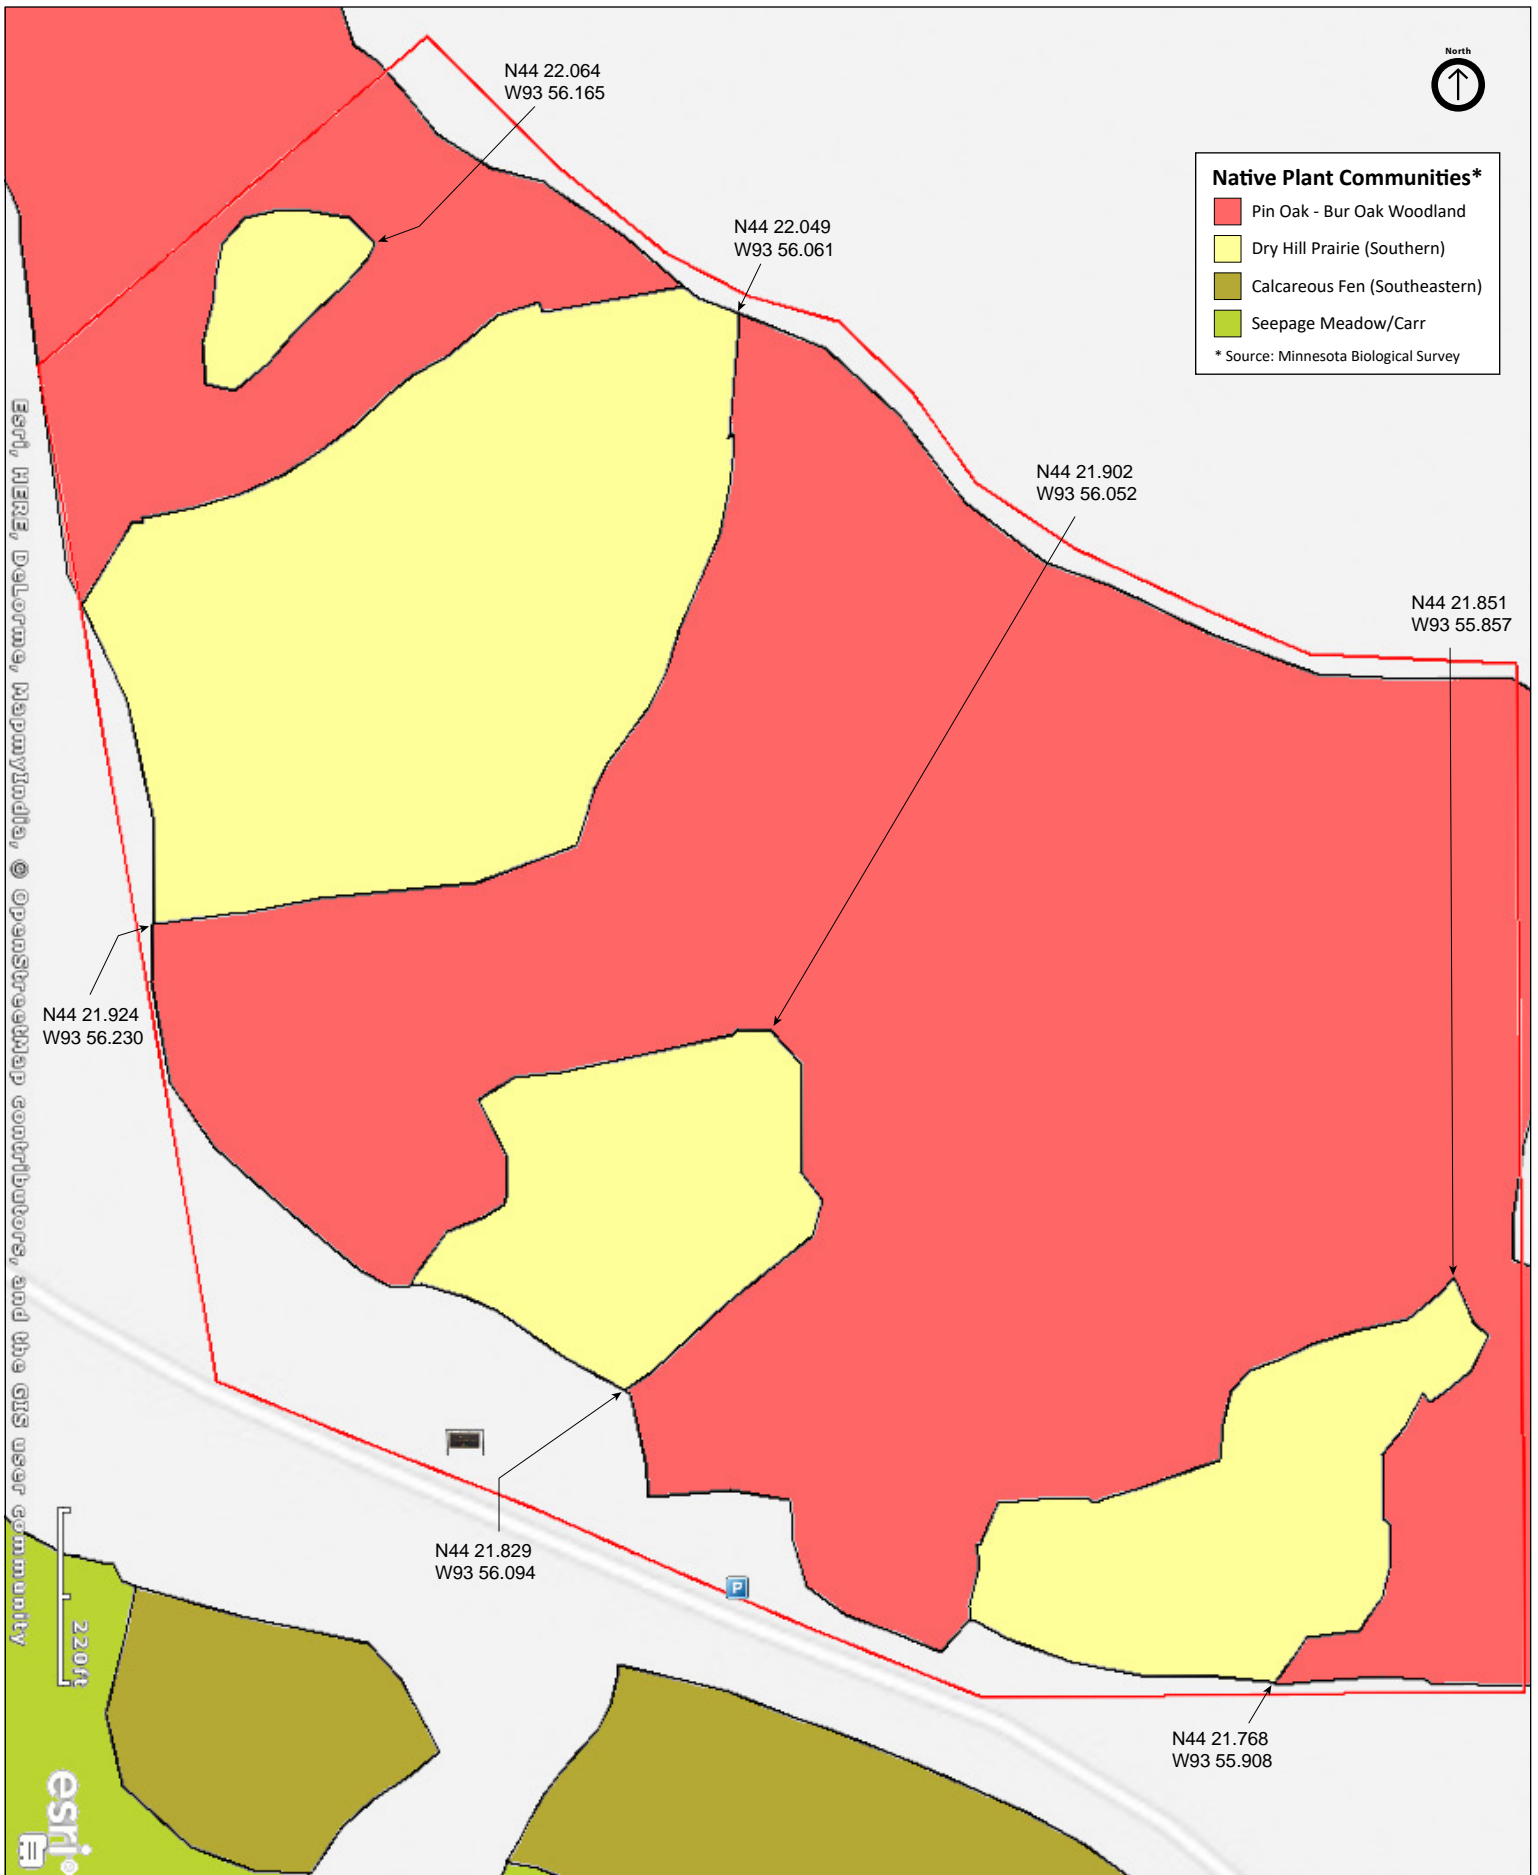 N44 22.064
W93 56.165
North
N44 22.049
W93 56.061
Native Plant Communities*
Pin Oak - Bur Oak Woodland
Dry Hill Prairie (Southern)
Calcareous Fen (Southeastern)
Seepage Meadow/Carr
* Source: Minnesota Biological Survey
N44 21.902
W93 56.052
N44 21.851
W93 55.857
N44 21.924
W93 56.230
N44 21.829
W93 56.094
P
N44 21.768
W93 55.908
220ft
Esri, HERE, DeLorme, MapmyIndia, © OpenStreetMap contributors, and the GIS user community
esri®